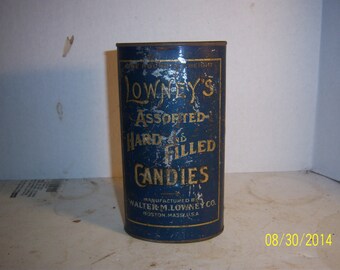 LOWNEY'S
ASSORTED
HARD AND
FILLED
CANDIES
MANUFACTURED BY
WALTER M. LOWNEY CO.
BOSTON, MASS. U.S.A.
08/30/2014